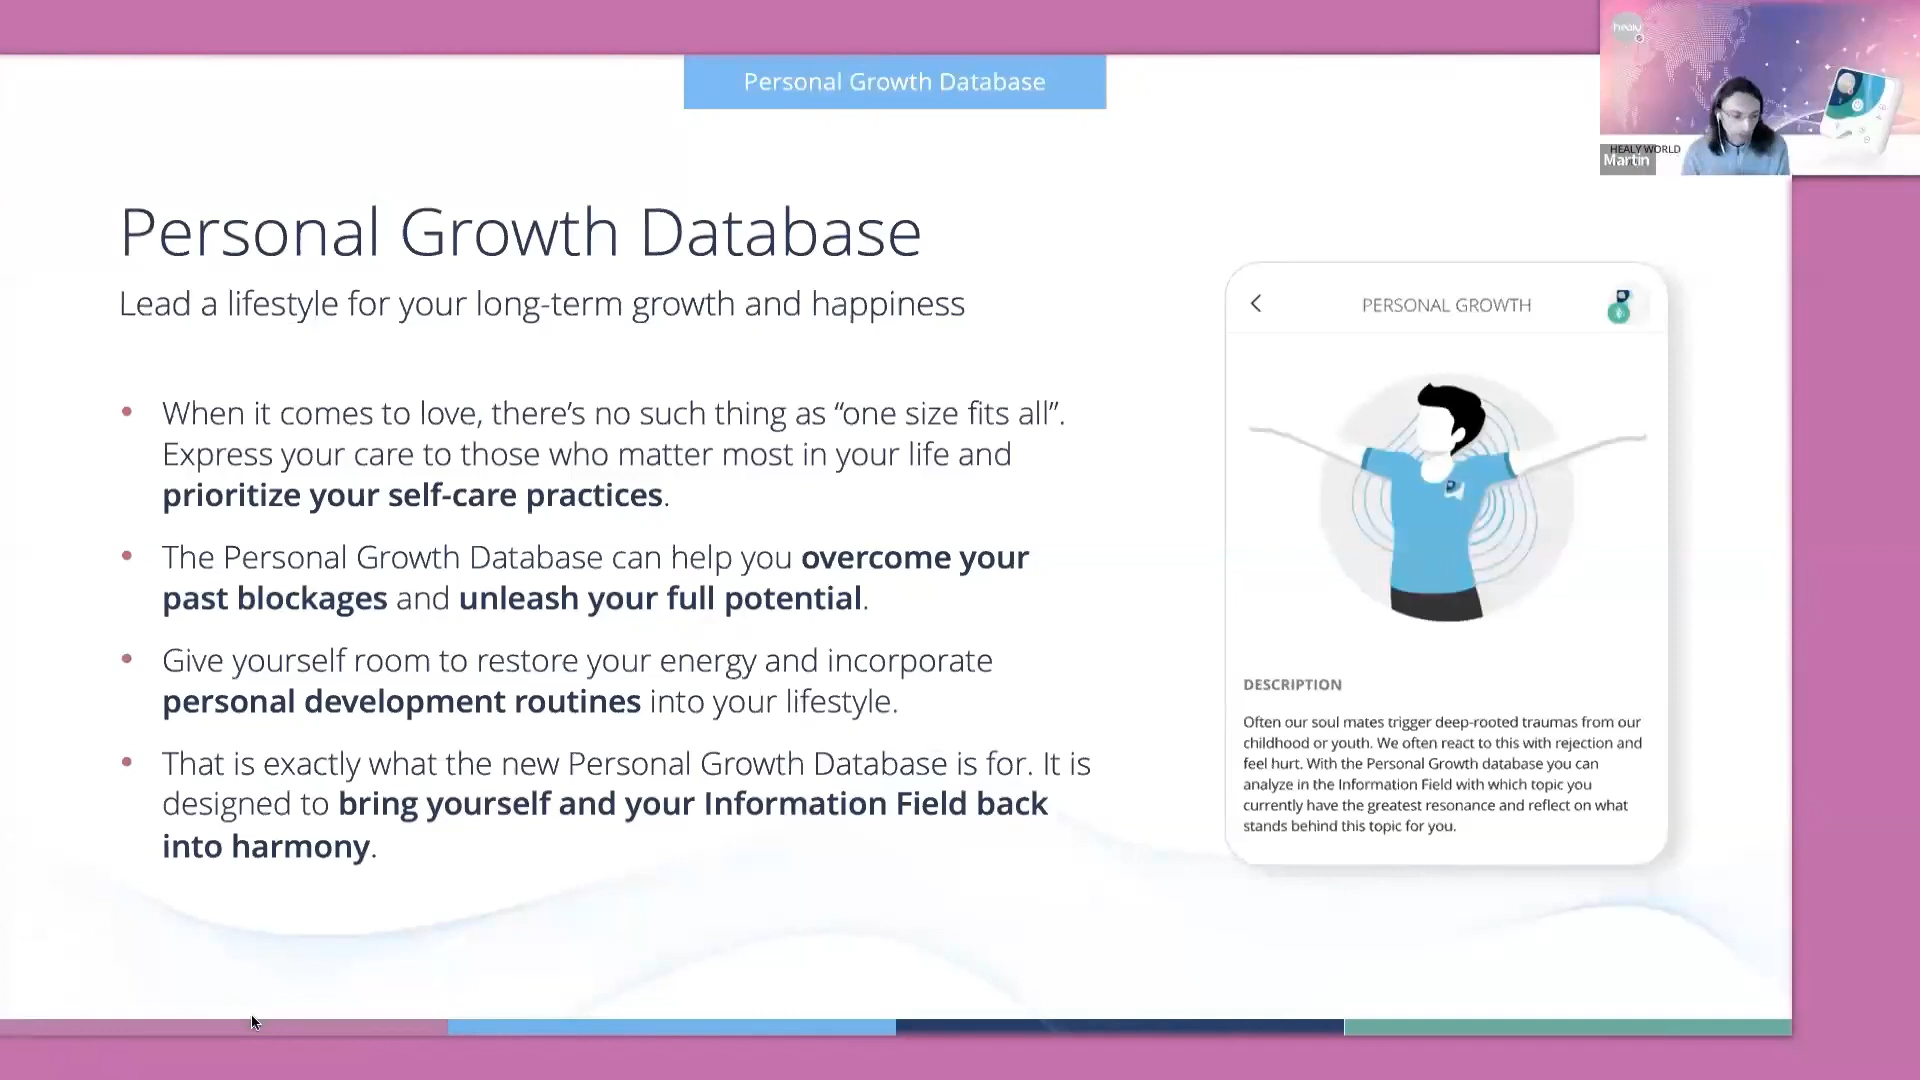 Personal Growth Database
healy
HEALY WORLD
Martin
Personal Growth Database
Lead a lifestyle for your long-term growth and happiness
• When it comes to love, there’s no such thing as “one size fits all”.
Express your care to those who matter most in your life and
prioritize your self-care practices.
• The Personal Growth Database can help you overcome your
past blockages and unleash your full potential.
• Give yourself room to restore your energy and incorporate
personal development routines into your lifestyle.
• That is exactly what the new Personal Growth Database is for. It is
designed to bring yourself and your Information Field back
into harmony.
PERSONAL GROWTH
DESCRIPTION
Often our soul mates trigger deep-rooted traumas from our
childhood or youth. We often react to this with rejection and
feel hurt. With the Personal Growth database you can
analyze in the Information Field with which topic you
currently have the greatest resonance and reflect on what
stands behind this topic for you.